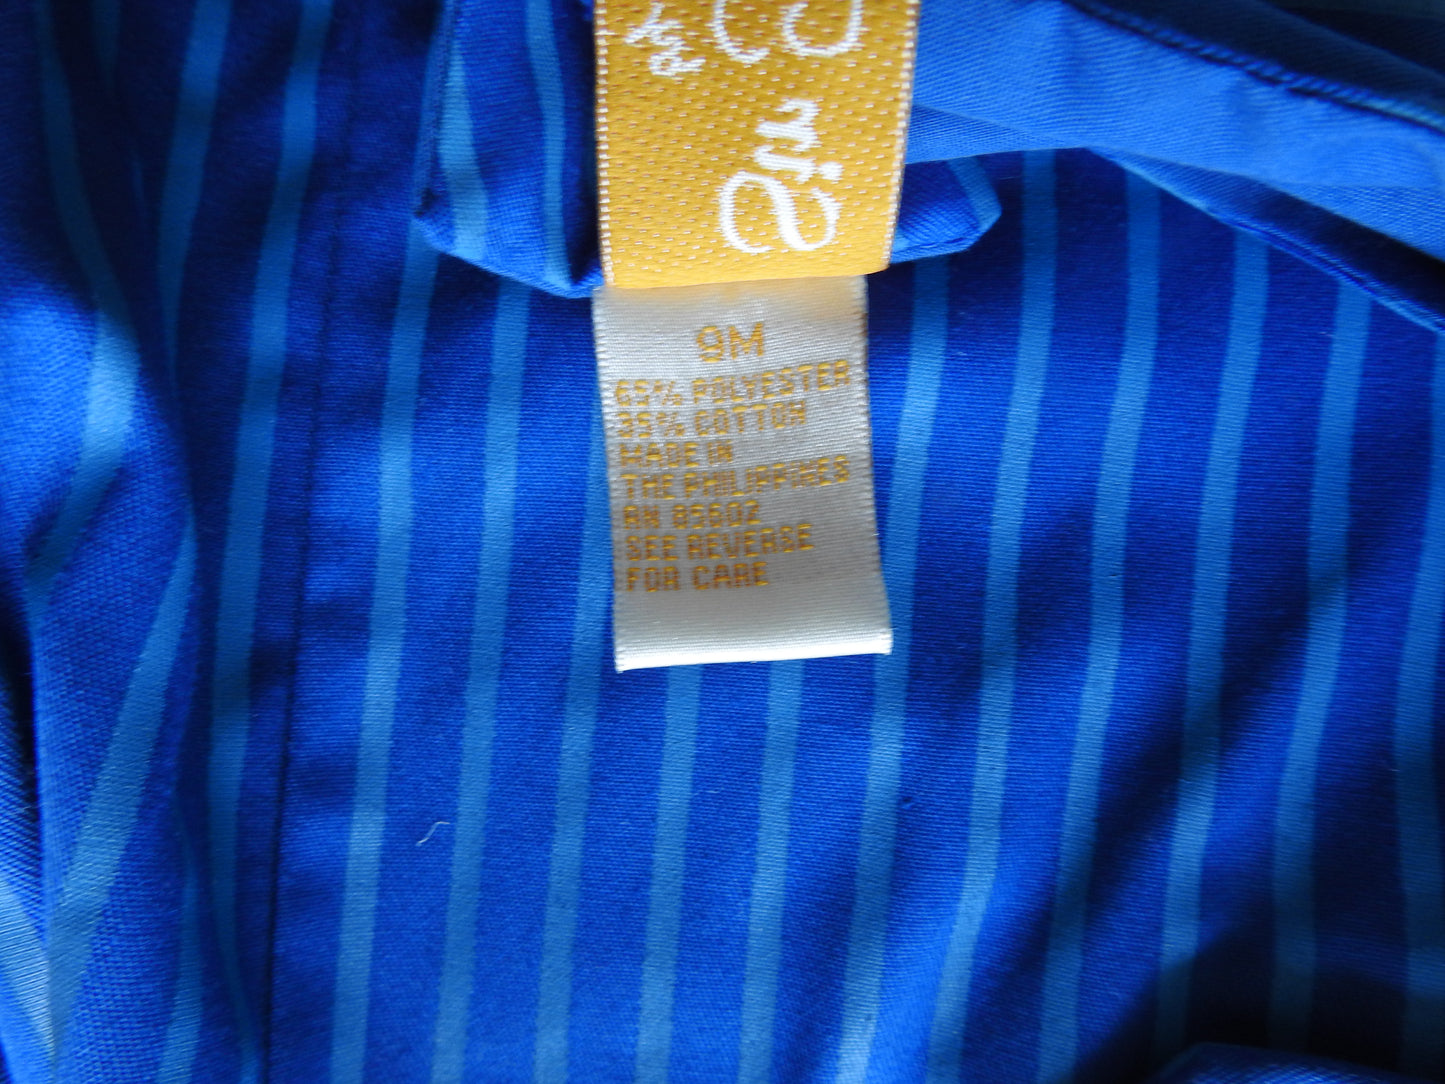 9M
65% POLYESTER
35% COTTON
MADE IN
THE PHILIPPINES
RN 85602
SEE REVERSE
FOR CARE